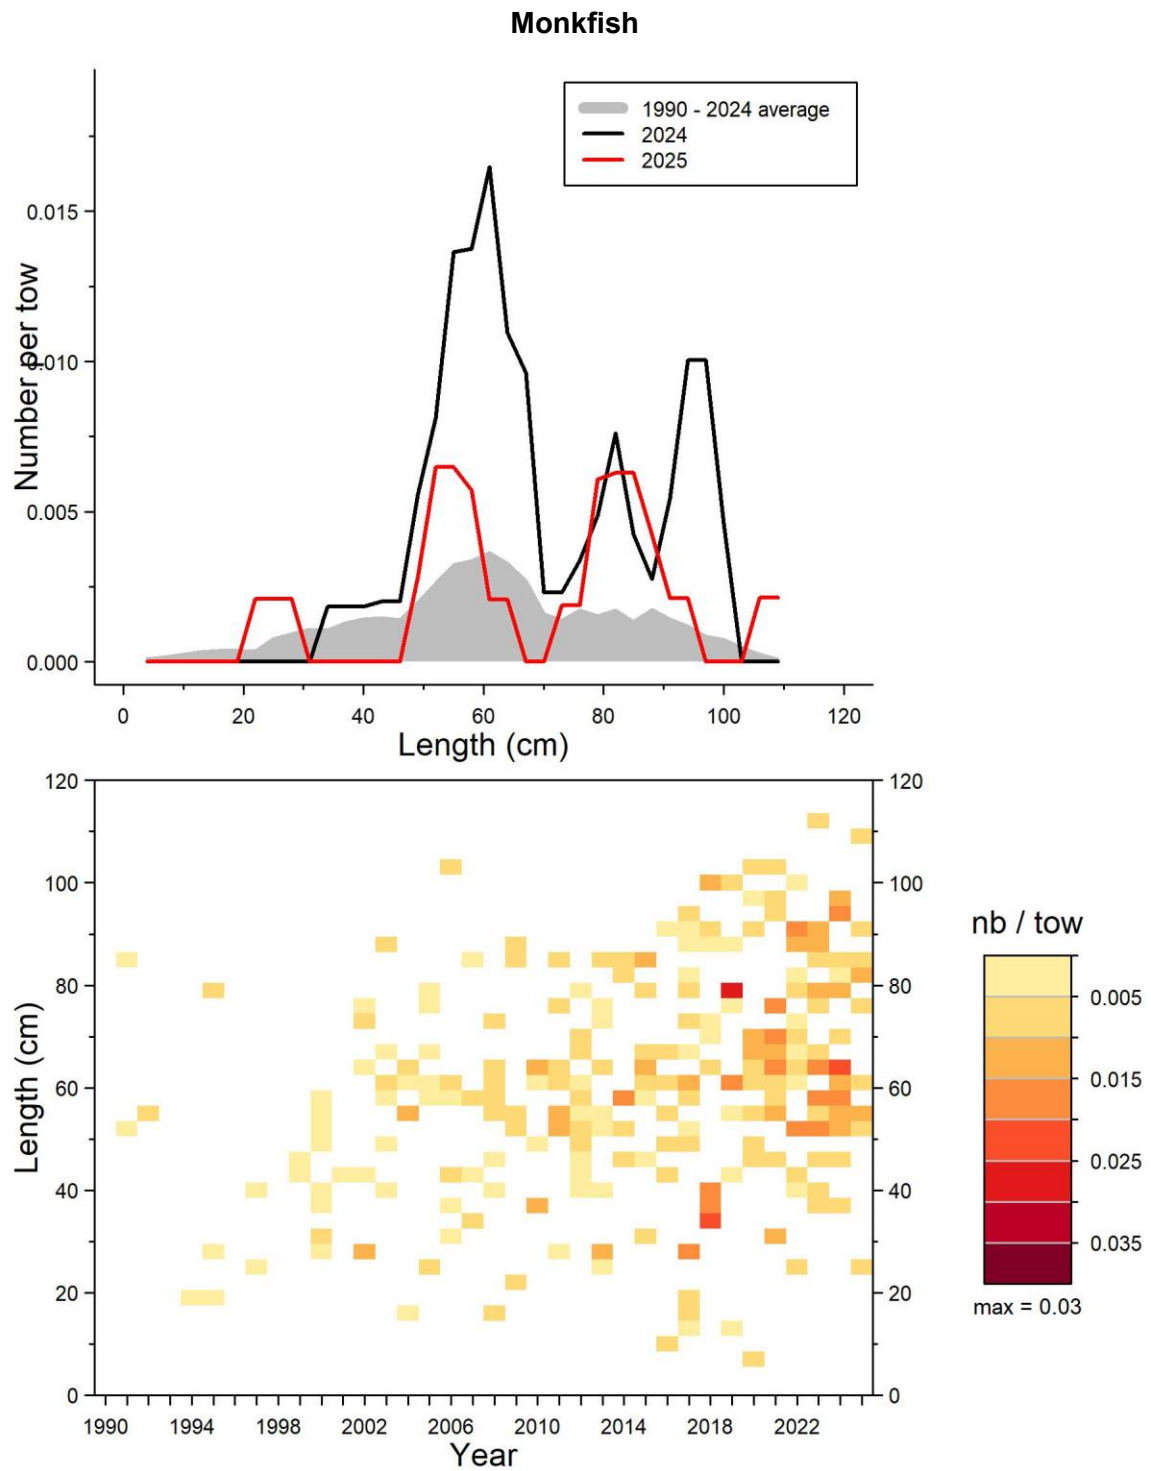 Monkfish
1990 - 2024 average
2024
2025
Number per tow
0.015
0.010
0.005
0.000
0 20 40 60 80 100 120
Length (cm)
120 120
100 100
80 80
60 60
40 40
20 20
0 0
Length (cm)
1990 1994 1998 2002 2006 2010 2014 2018 2022
Year
nb / tow
0.005
0.015
0.025
0.035
max = 0.03